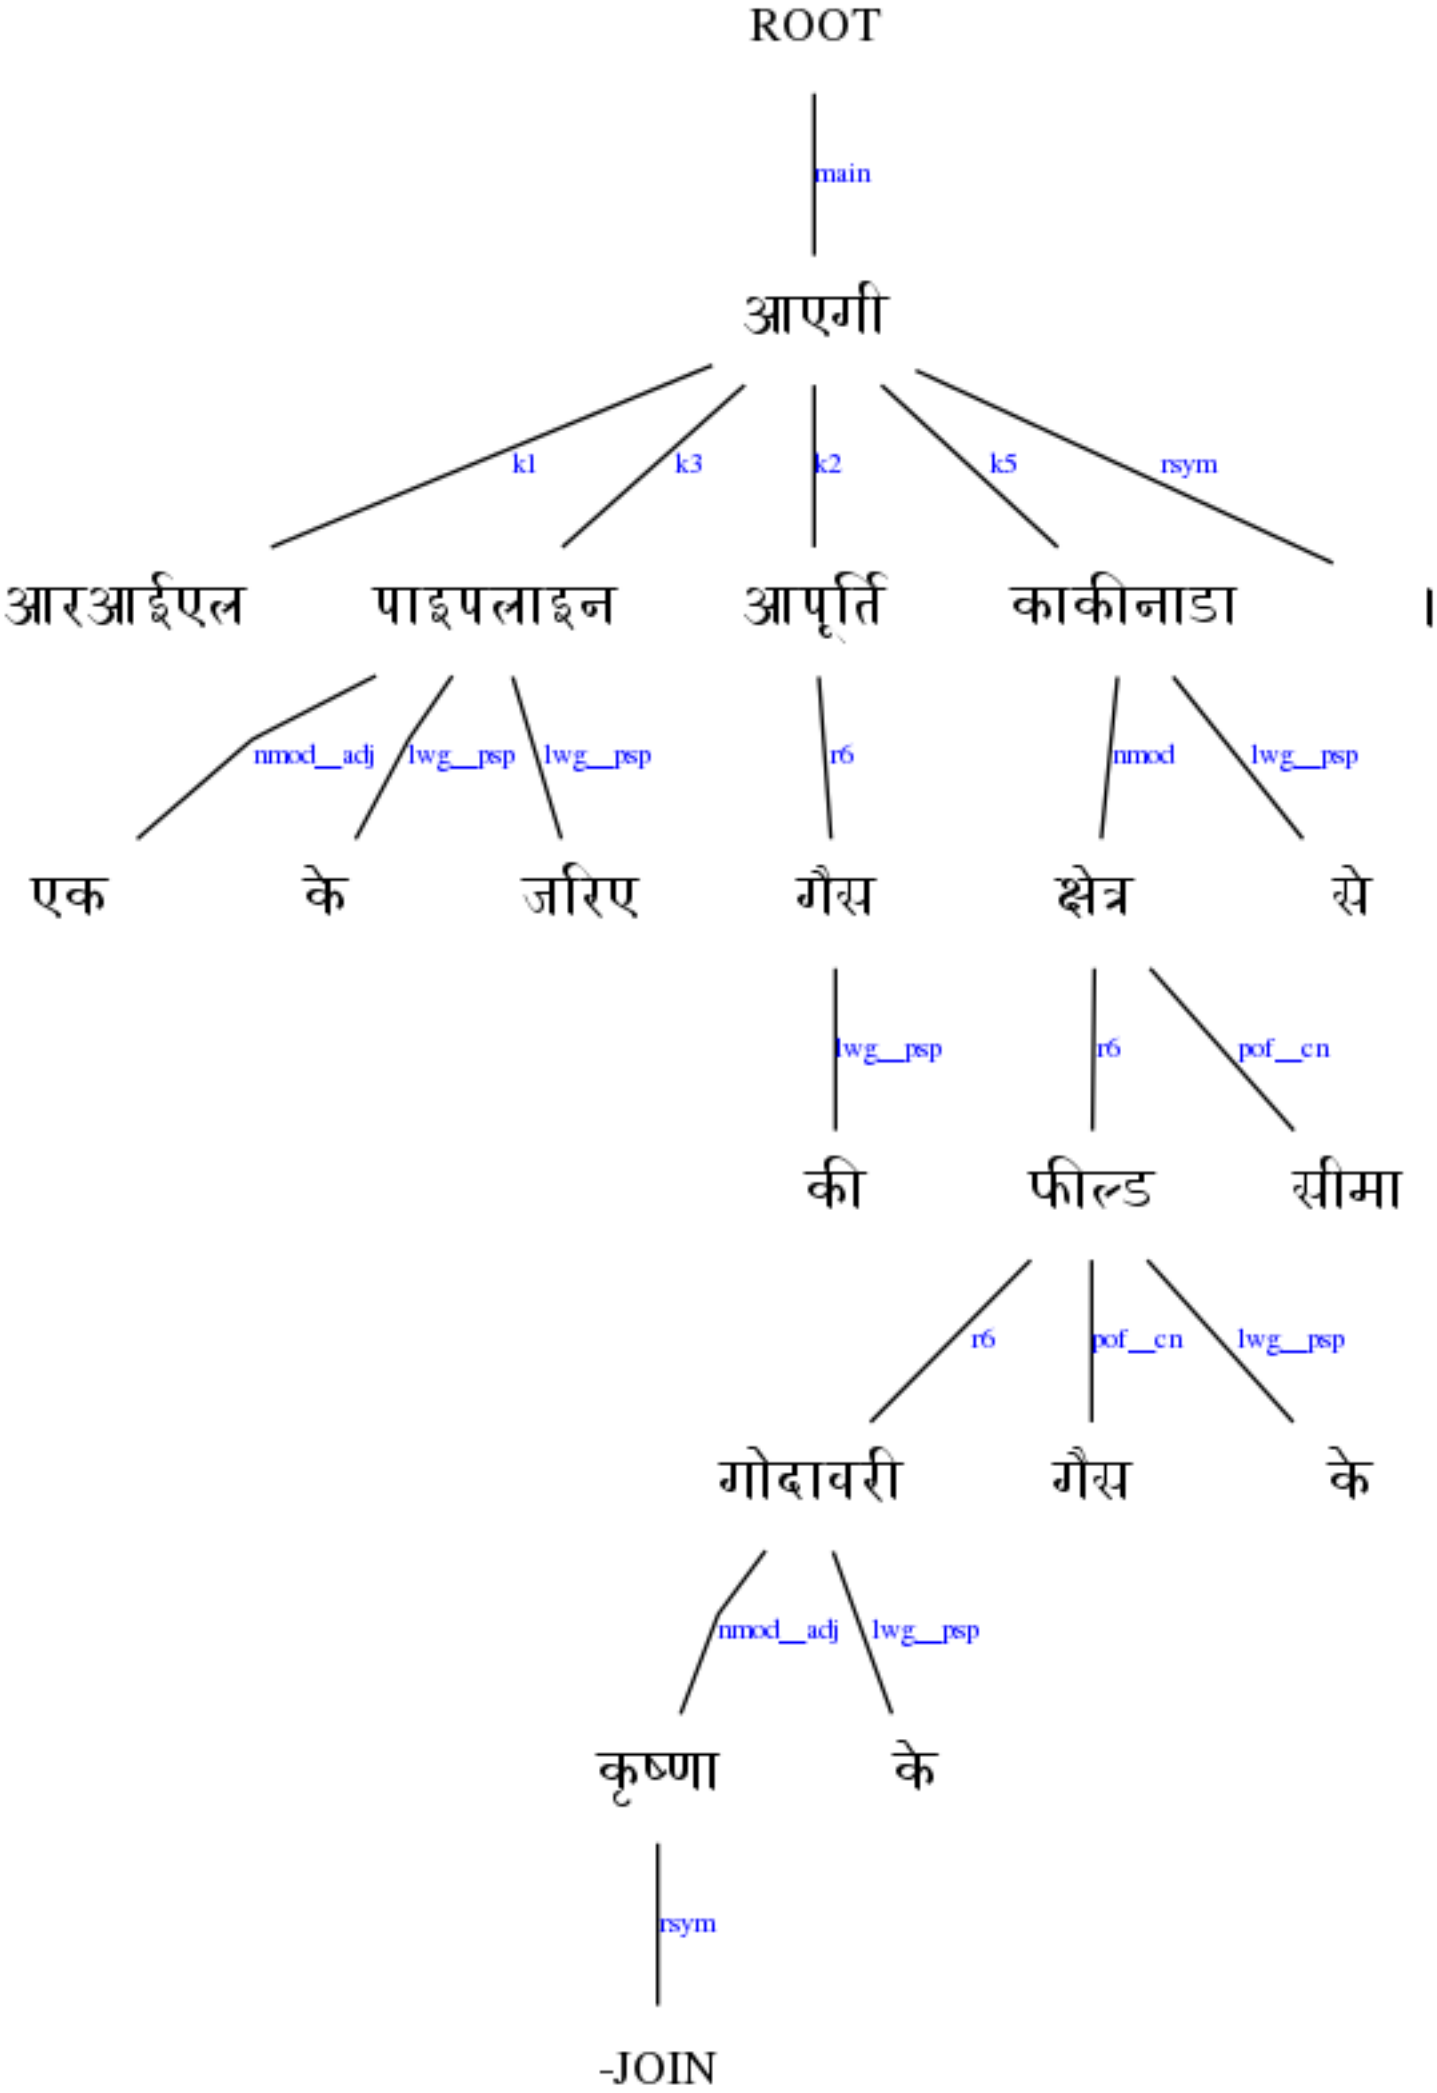 ROOT
main
आएगी
k1 k3 k2 k5 rsym
आरआईएल पाइपलाइन आपूर्ति काकीनाडा ।
nmod__adj lwg__psp lwg__psp r6 nmod lwg__psp
एक के जरिए गैस क्षेत्र से
lwg__psp r6 pof__cn
की फील्ड सीमा
r6 pof__cn lwg__psp
गोदावरी गैस के
nmod__adj lwg__psp
कृष्णा के
rsym
-JOIN